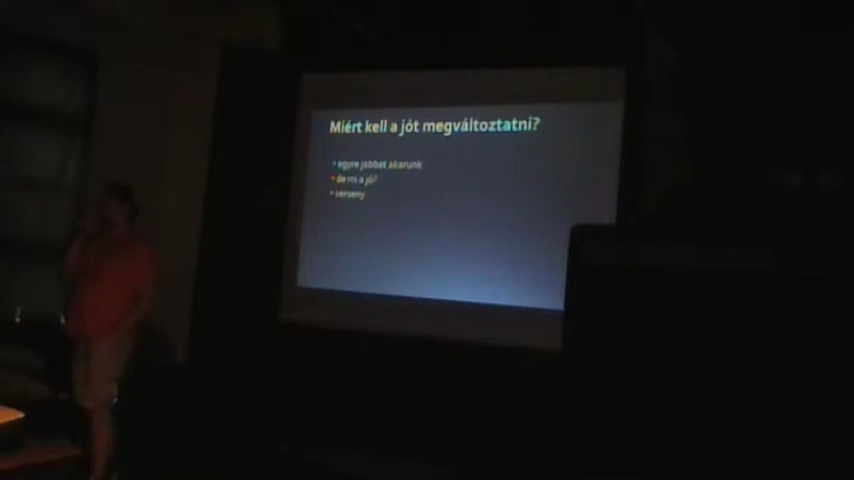 Miért kell a jót megváltoztatni?
egyre jobbat akarunk
de mi a jó?
verseny